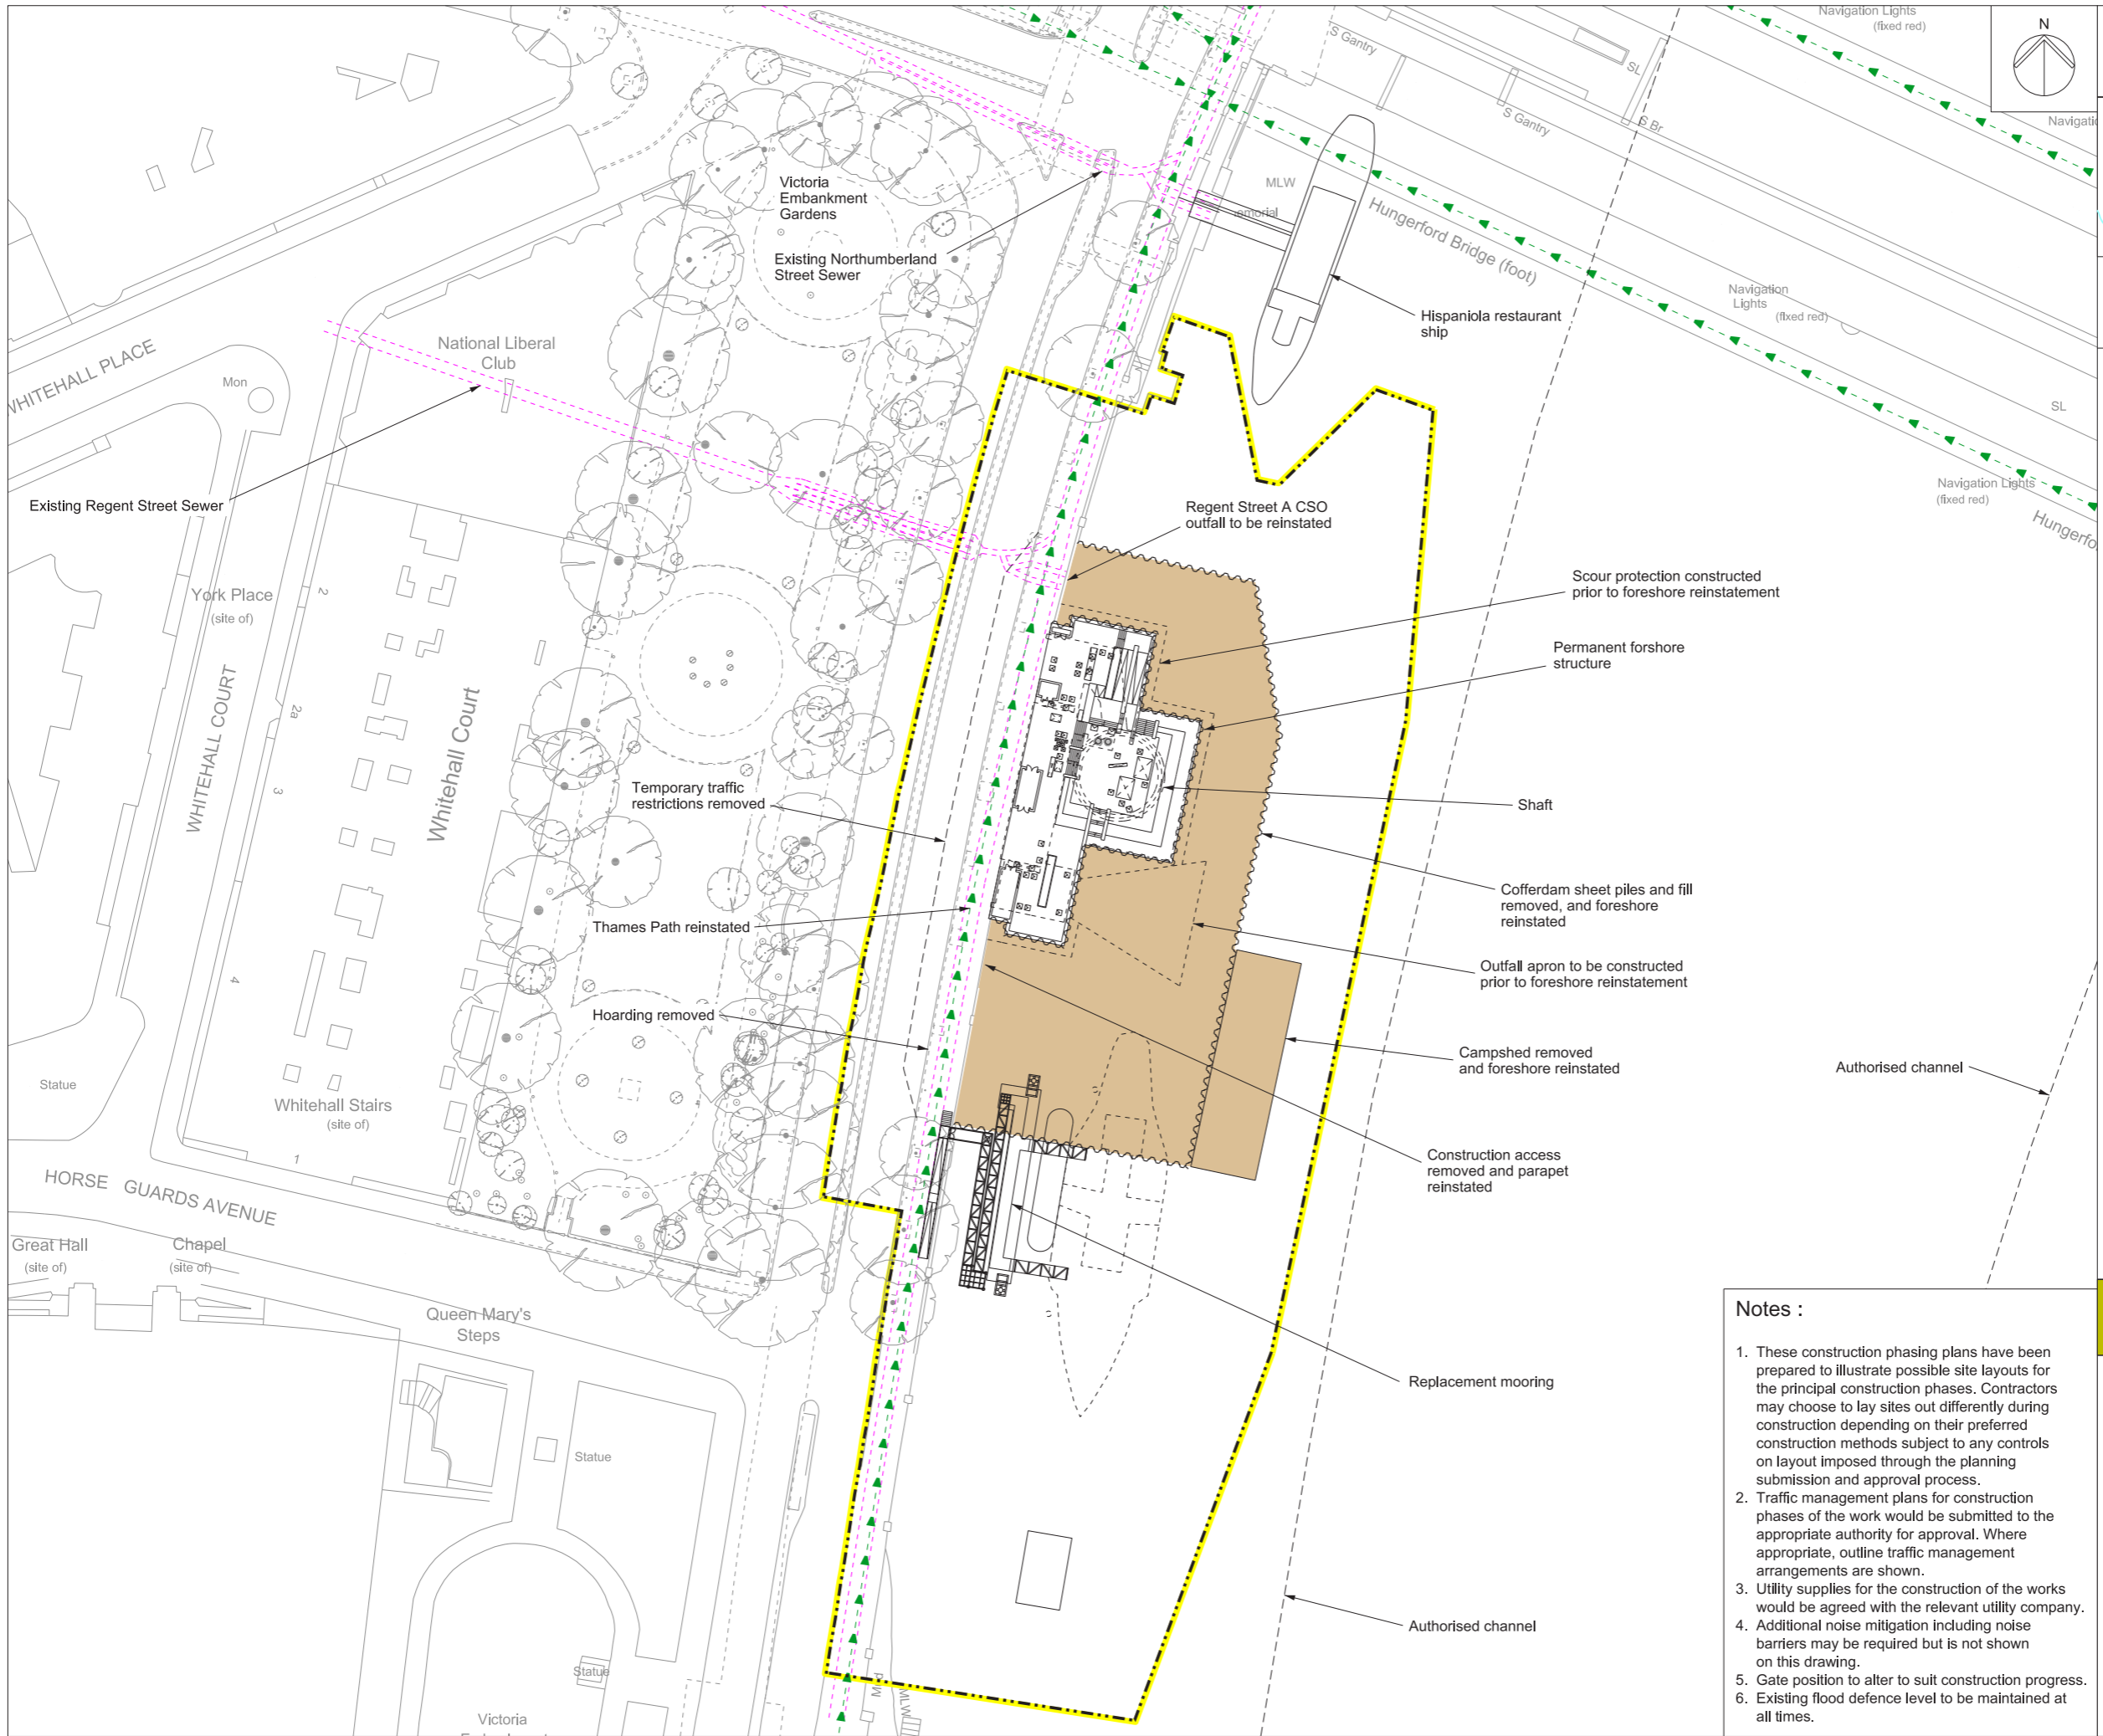 Navigation Lights
(fixed red)
N
S Gantry
SL
S Gantry
S Br
MLW
Victoria
Embankment
Gardens
Existing Northumberland
Street Sewer
Hungerford Bridge (foot)
Hispaniola restaurant
ship
Navigation
Lights
(fixed red)
National Liberal
Club
WHITEHALL PLACE
Mon
SL
Existing Regent Street Sewer
Regent Street A CSO
outfall to be reinstated
Navigation Lights
(fixed red)
York Place
(site of)
2
WHITEHALL COURT
2a
3
Whitehall Court
4
Scour protection constructed
prior to foreshore reinstatement
Permanent forshore
structure
Temporary traffic
restrictions removed
Shaft
Cofferdam sheet piles and fill
removed, and foreshore
reinstated
Thames Path reinstated
Outfall apron to be constructed
prior to foreshore reinstatement
Hoarding removed
Campshed removed
and foreshore reinstated
Authorised channel
Statue
Whitehall Stairs
(site of)
1
Construction access
removed and parapet
reinstated
HORSE GUARDS AVENUE
Great Hall
(site of)
Chapel
(site of)
Queen Mary's
Steps
Replacement mooring
Statue
Authorised channel
Statue
MLW
Victoria
Notes :
1. These construction phasing plans have been
prepared to illustrate possible site layouts for
the principal construction phases. Contractors
may choose to lay sites out differently during
construction depending on their preferred
construction methods subject to any controls
on layout imposed through the planning
submission and approval process.
2. Traffic management plans for construction
phases of the work would be submitted to the
appropriate authority for approval. Where
appropriate, outline traffic management
arrangements are shown.
3. Utility supplies for the construction of the works
would be agreed with the relevant utility company.
4. Additional noise mitigation including noise
barriers may be required but is not shown
on this drawing.
5. Gate position to alter to suit construction progress.
6. Existing flood defence level to be maintained at
all times.